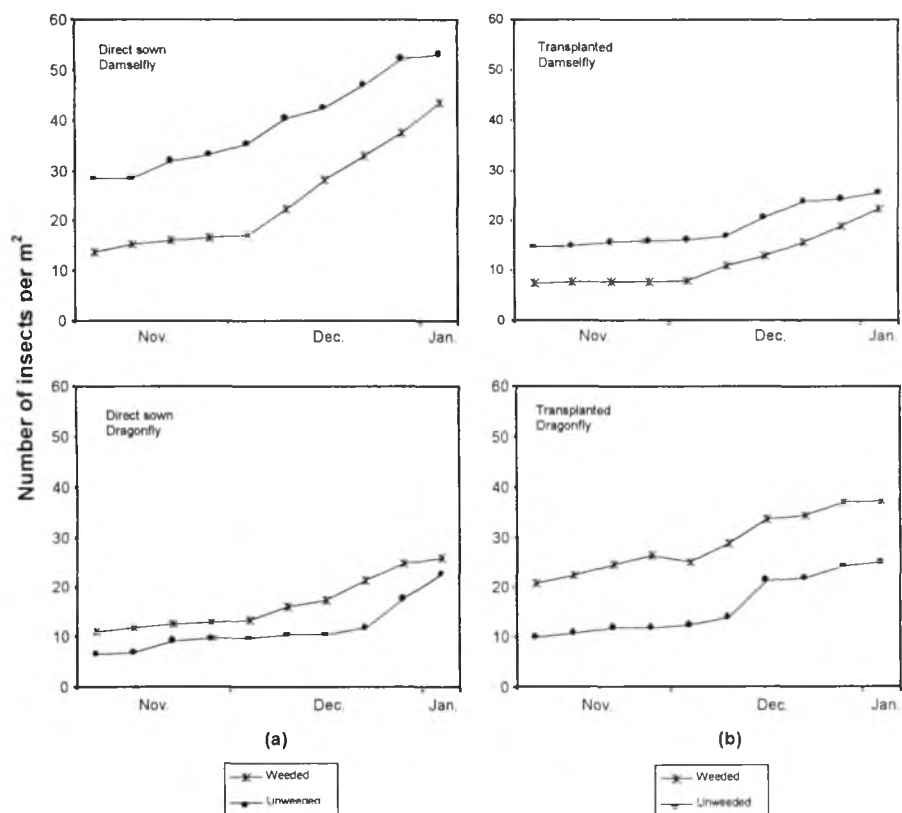 Number of insects per m²
60
50
40
30
20
10
0
Direct sown
Damselfly
Nov.
Dec.
Jan.
60
50
40
30
20
10
0
Transplanted
Damselfly
Nov.
Dec.
Jan.
60
50
40
30
20
10
0
Direct sown
Dragonfly
Nov.
Dec.
Jan.
(a)
60
50
40
30
20
10
0
Transplanted
Dragonfly
Nov.
Dec.
Jan.
(b)
Weeded
Unweeded
Weeded
Unweeded